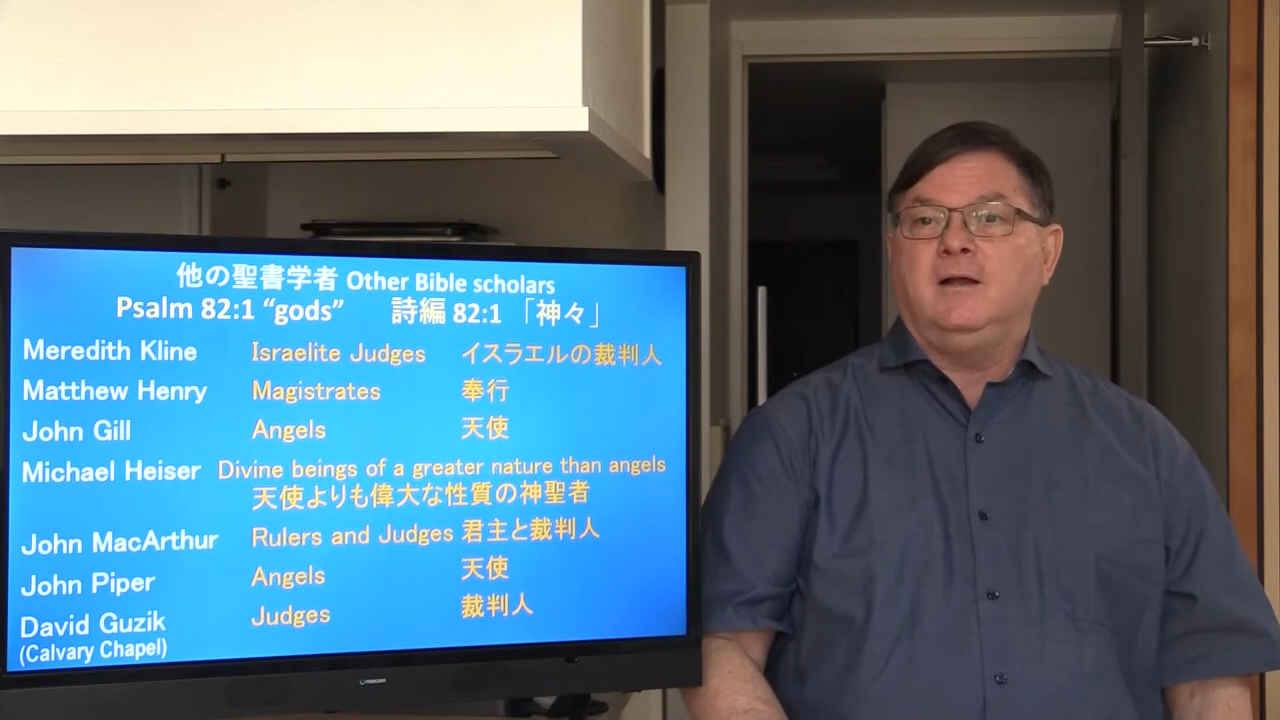 他の聖書学者 Other Bible scholars
Psalm 82:1 “gods” 詩編 82:1 「神々」
Meredith Kline Israelite Judges イスラエルの裁判人
Matthew Henry Magistrates 奉行
John Gill Angels 天使
Michael Heiser Divine beings of a greater nature than angels
天使よりも偉大な性質の神聖者
John MacArthur Rulers and Judges 君主と裁判人
John Piper Angels 天使
David Guzik Judges 裁判人
(Calvary Chapel)